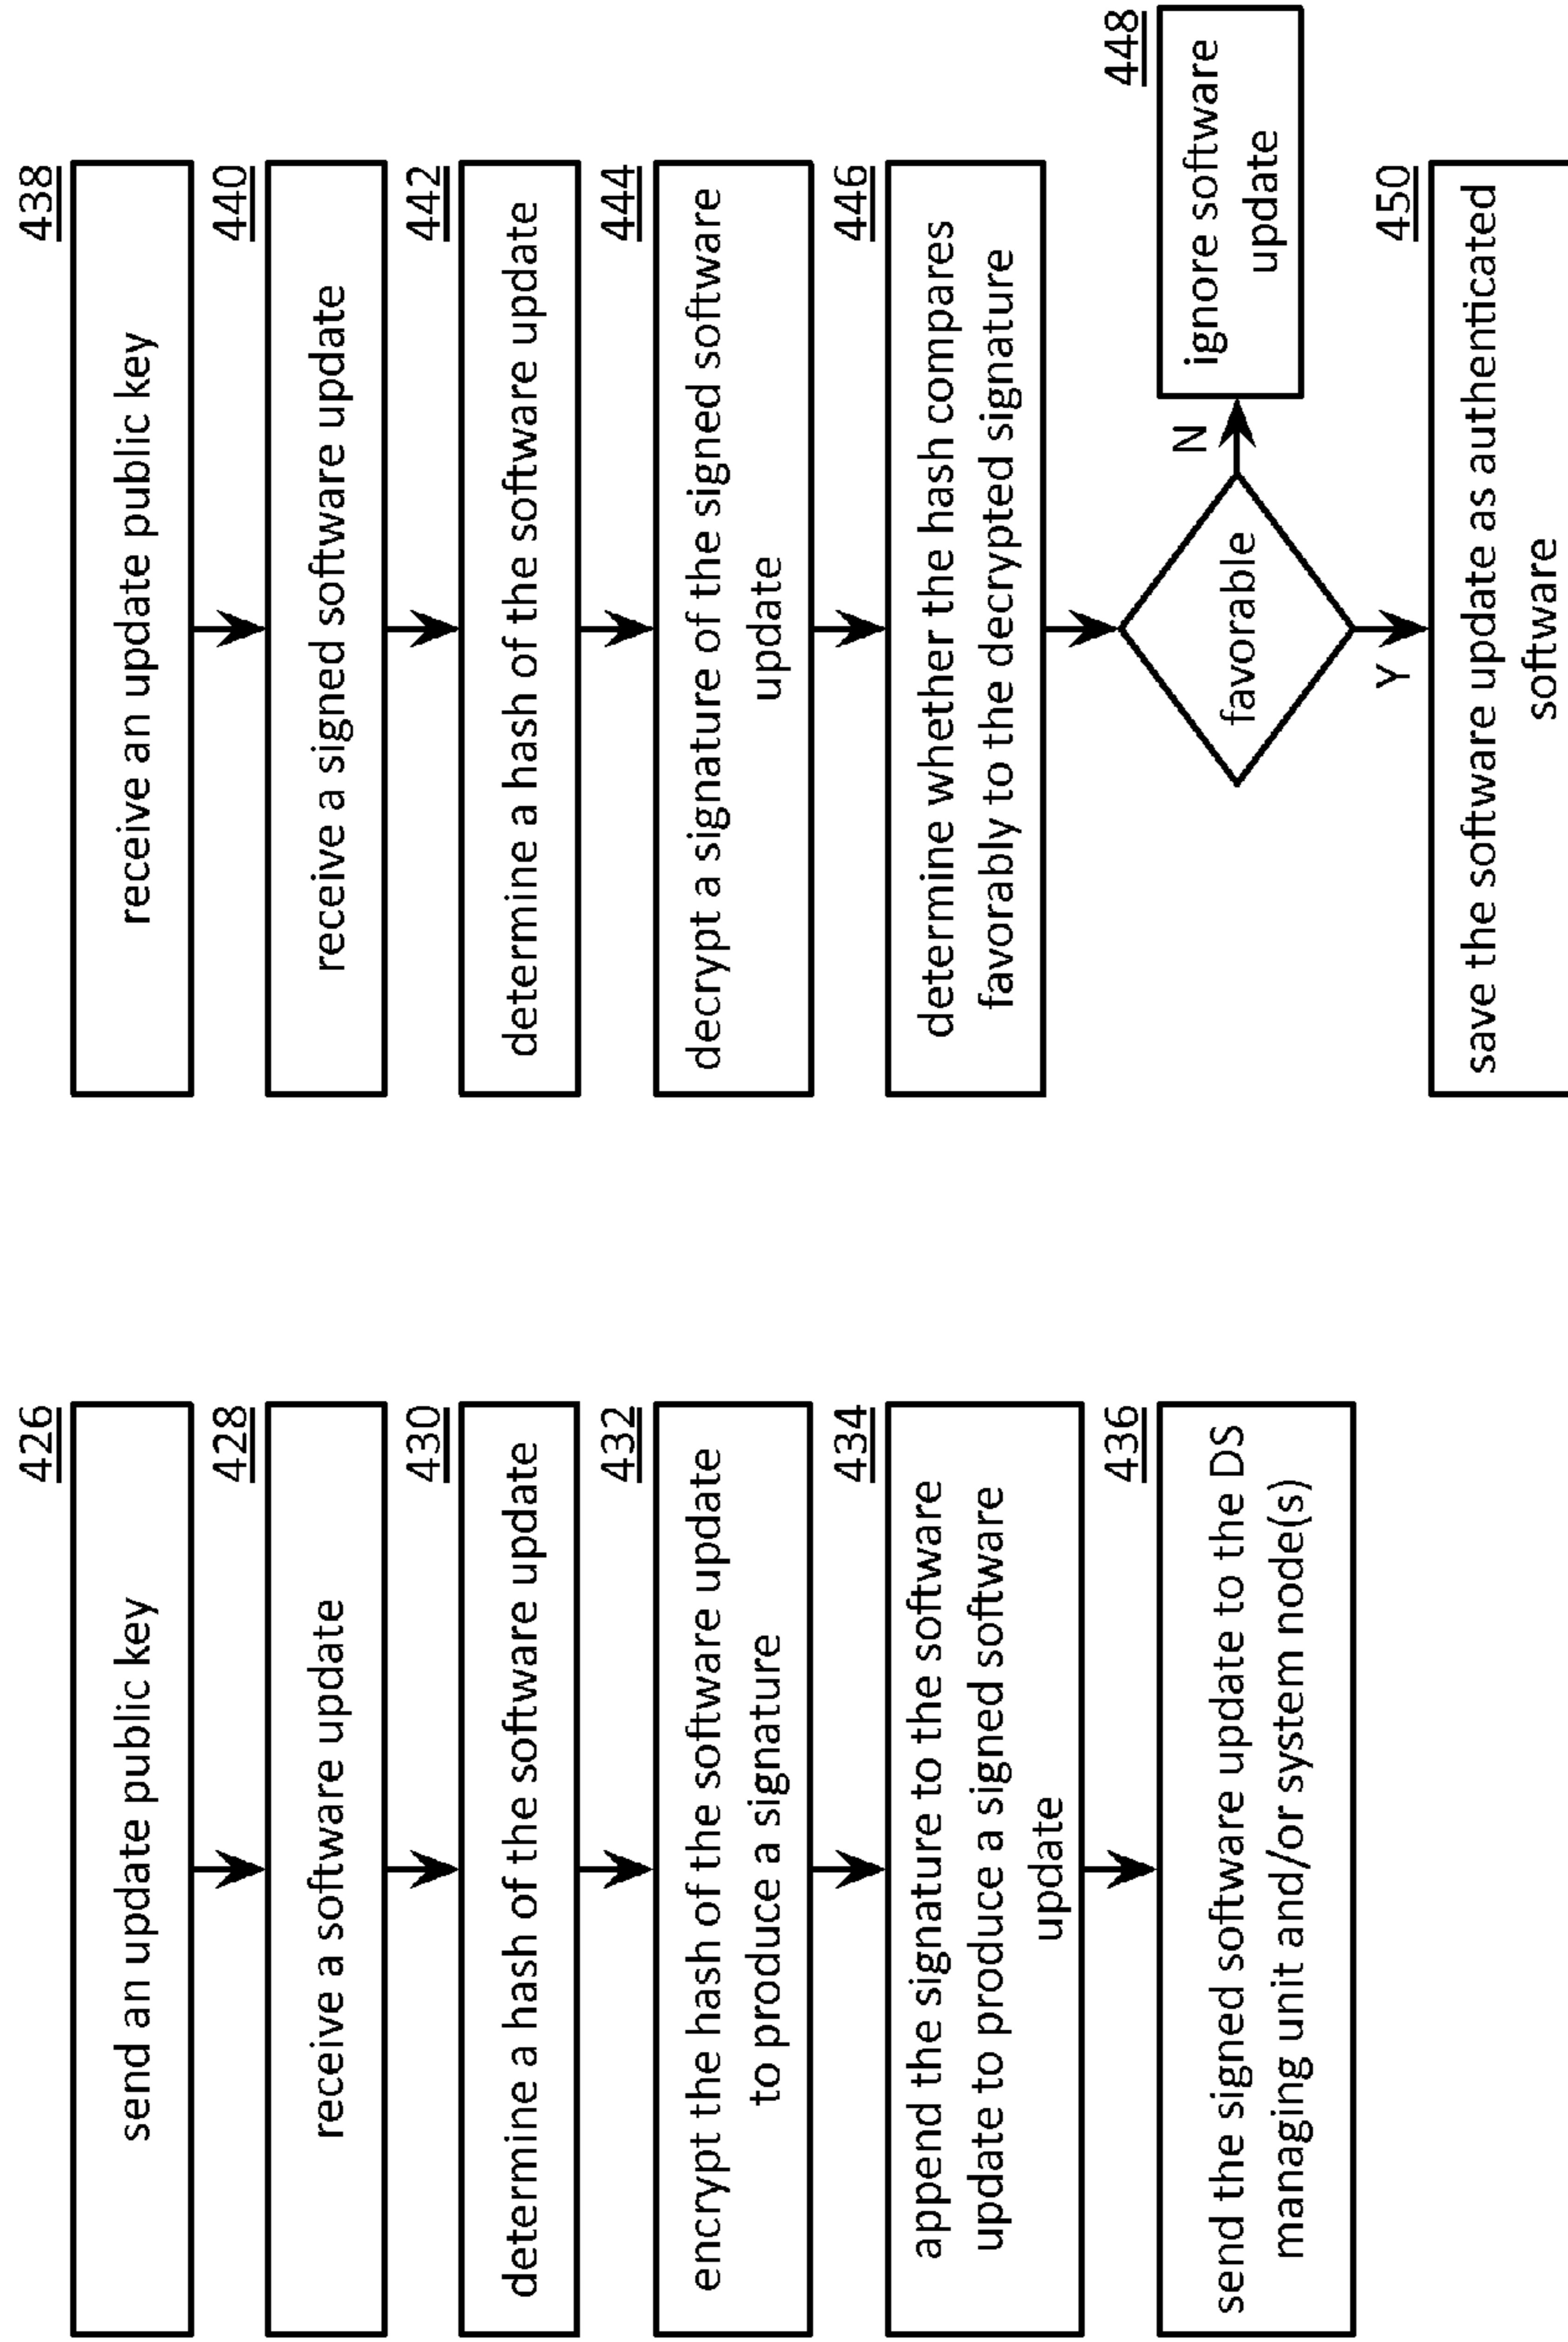 426
send an update public key
428
receive a software update
430
determine a hash of the software update
432
encrypt the hash of the software update
to produce a signature
434
append the signature to the software
update to produce a signed software
update
436
send the signed software update to the DS
managing unit and/or system node(s)
438
receive an update public key
440
receive a signed software update
442
determine a hash of the software update
444
decrypt a signature of the signed software
update
446
determine whether the hash compares
favorably to the decrypted signature
favorable
N
448
ignore software
update
Y
450
save the software update as authenticated
software